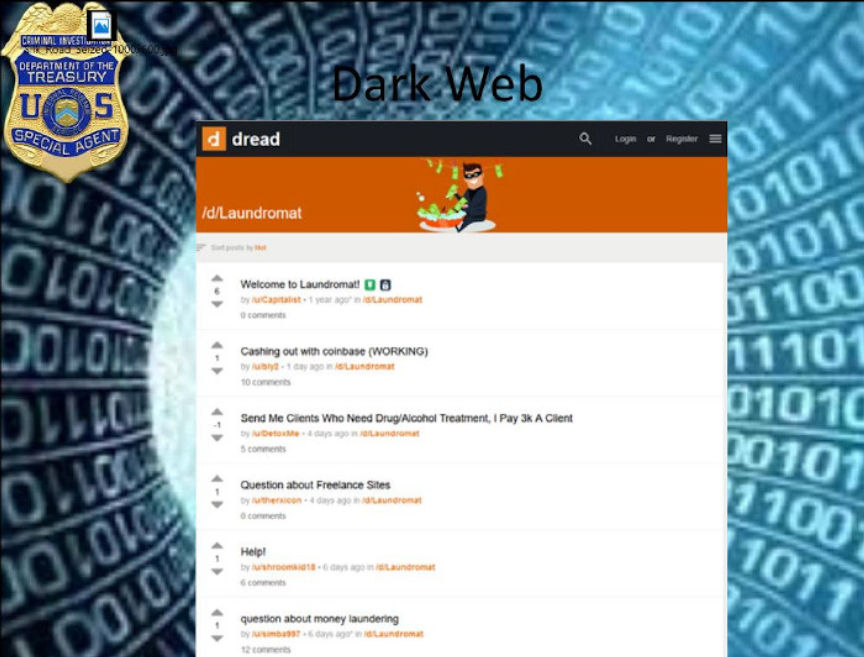 CRIMINAL INVESTIGATION
DEPARTMENT OF THE
TREASURY
U S
SPECIAL AGENT
Dark Web
d dread
Login or Register
/d/Laundromat
Sort posts by Hot
6
Welcome to Laundromat!
by /u/Capitalist • 1 year ago* in /d/Laundromat
0 comments
1
Cashing out with coinbase (WORKING)
by /u/bly2 • 1 day ago in /d/Laundromat
10 comments
-1
Send Me Clients Who Need Drug/Alcohol Treatment, I Pay 3k A Client
by /u/DetoxMe • 4 days ago in /d/Laundromat
5 comments
1
Question about Freelance Sites
by /u/therxicon • 4 days ago in /d/Laundromat
0 comments
1
Help!
by /u/shroomkid18 • 6 days ago in /d/Laundromat
6 comments
1
question about money laundering
by /u/simba997 • 6 days ago* in /d/Laundromat
12 comments